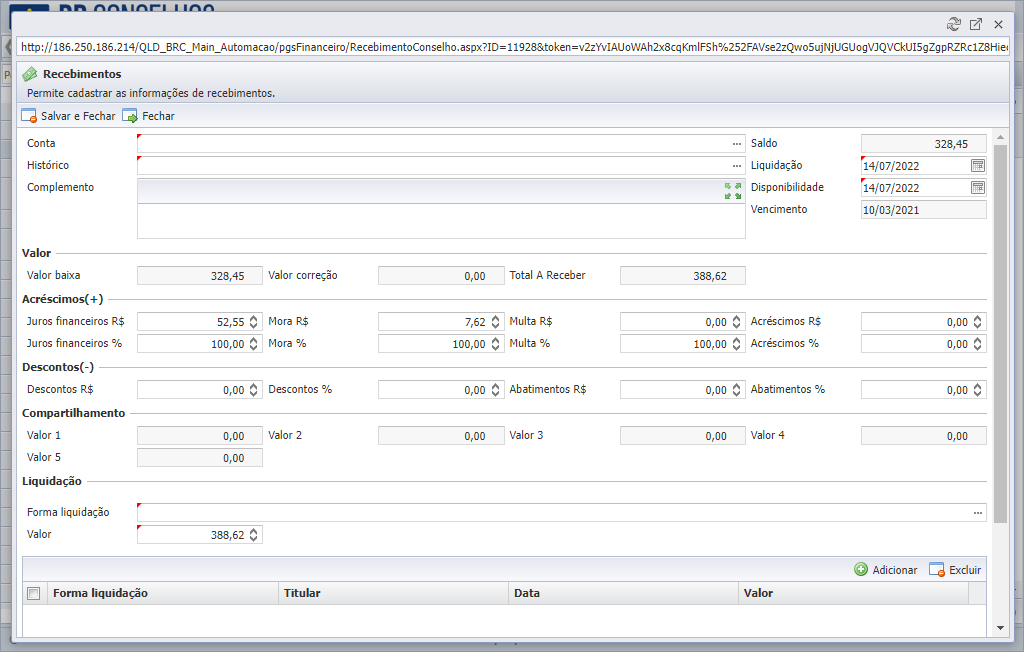 BR CONSELHOS
http://186.250.186.214/QLD_BRC_Main_Automacao/pgsFinanceiro/RecebimentoConselho.aspx?ID=11928&token=v2zYvIAUoWAh2x8cqKmlFSh%252FAVse2zQwo5ujNjUGUogVJQVCkUI5gZgpRZRc1Z8Hiec
Recebimentos
Permite cadastrar as informações de recebimentos.
Salvar e Fechar Fechar
Conta ... Saldo 328,45
Histórico ... Liquidação 14/07/2022
Complemento Disponibilidade 14/07/2022
Vencimento 10/03/2021
Valor
Valor baixa 328,45 Valor correção 0,00 Total A Receber 388,62
Acréscimos(+)
Juros financeiros R$ 52,55 Mora R$ 7,62 Multa R$ 0,00 Acréscimos R$ 0,00
Juros financeiros % 100,00 Mora % 100,00 Multa % 100,00 Acréscimos % 0,00
Descontos(-)
Descontos R$ 0,00 Descontos % 0,00 Abatimentos R$ 0,00 Abatimentos % 0,00
Compartilhamento
Valor 1 0,00 Valor 2 0,00 Valor 3 0,00 Valor 4 0,00
Valor 5 0,00
Liquidação
Forma liquidação ...
Valor 388,62
Adicionar Excluir
Forma liquidação Titular Data Valor